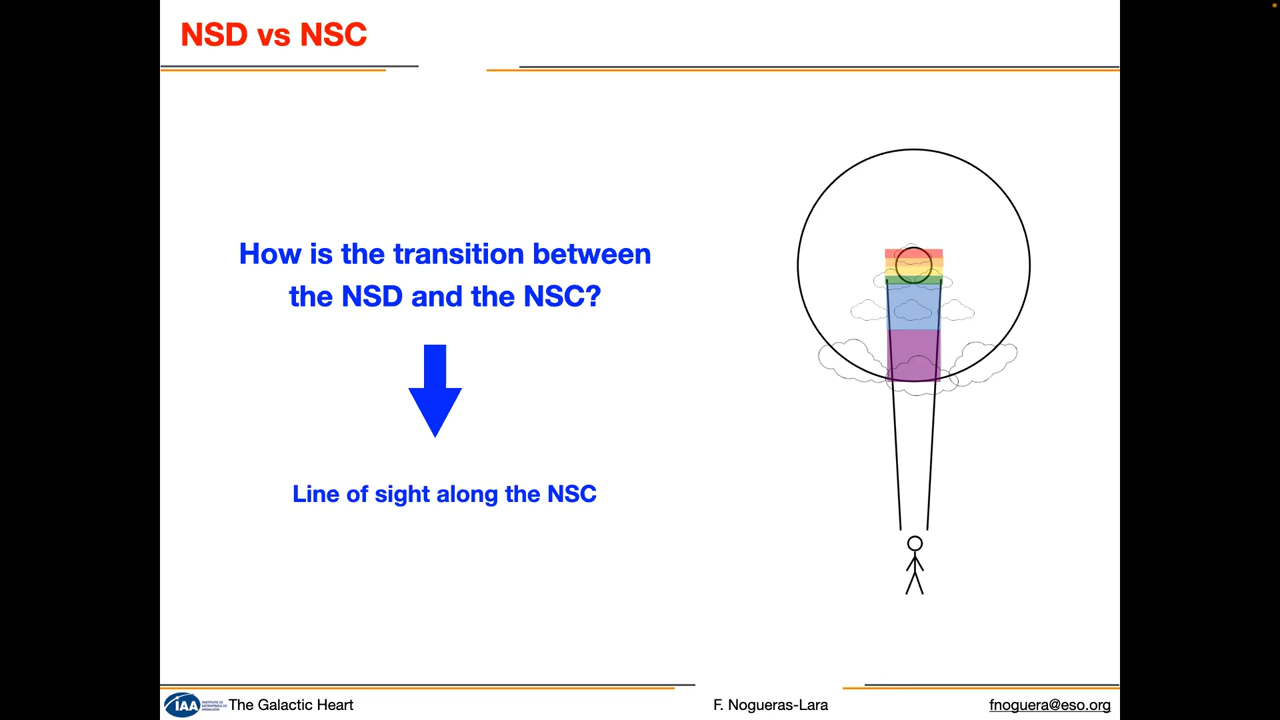 NSD vs NSC
How is the transition between
the NSD and the NSC?
Line of sight along the NSC
IAA
The Galactic Heart
F. Nogueras-Lara
fnoguera@eso.org